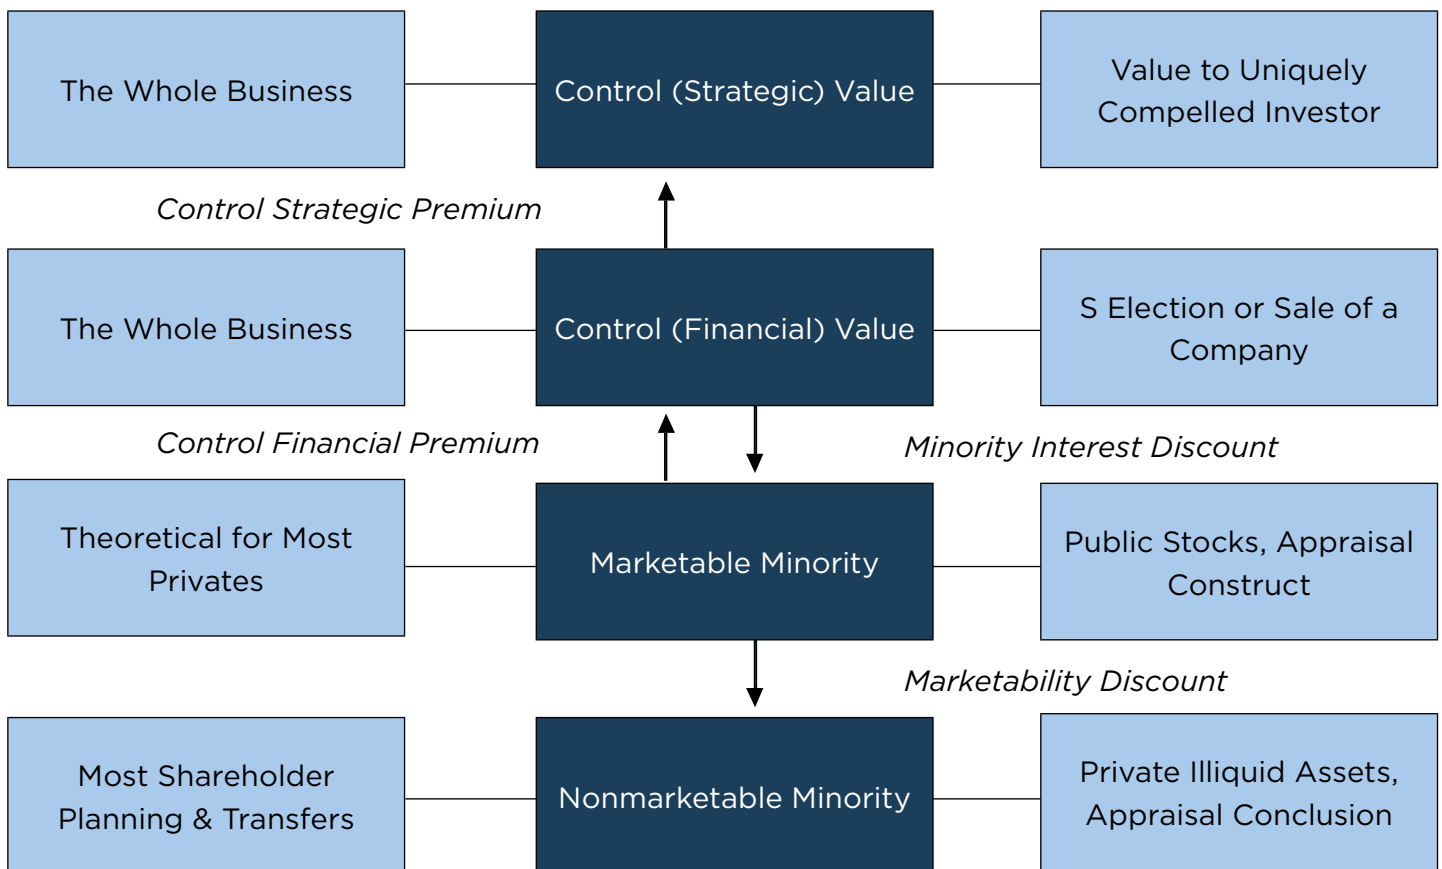 The Whole Business
Control (Strategic) Value
Value to Uniquely
Compelled Investor
Control Strategic Premium
The Whole Business
Control (Financial) Value
S Election or Sale of a
Company
Control Financial Premium
Minority Interest Discount
Theoretical for Most
Privates
Marketable Minority
Public Stocks, Appraisal
Construct
Marketability Discount
Most Shareholder
Planning & Transfers
Nonmarketable Minority
Private Illiquid Assets,
Appraisal Conclusion